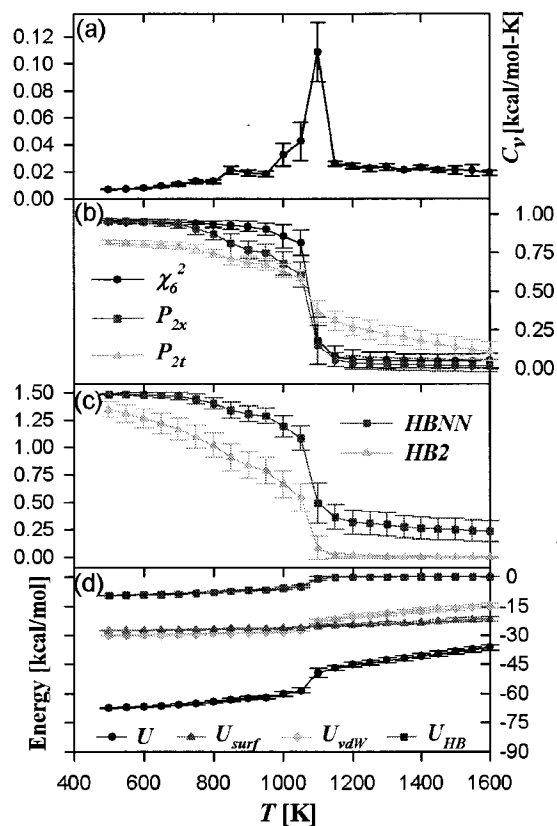 (a)
0.12
0.10
0.08
0.06
0.04
0.02
0.00
C_v [kcal/mol-K]
(b)
χ_6^2
P_2x
P_2t
1.00
0.75
0.50
0.25
0.00
(c)
1.50
1.25
1.00
0.75
0.50
0.25
0.00
HBNN
HB2
(d)
Energy [kcal/mol]
0
-15
-30
-45
-60
-75
-90
U U_surf U_vdW U_HB
400 600 800 1000 1200 1400 1600
T [K]